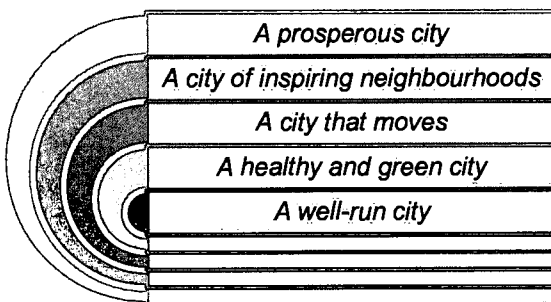 A prosperous city
A city of inspiring neighbourhoods
A city that moves
A healthy and green city
A well-run city